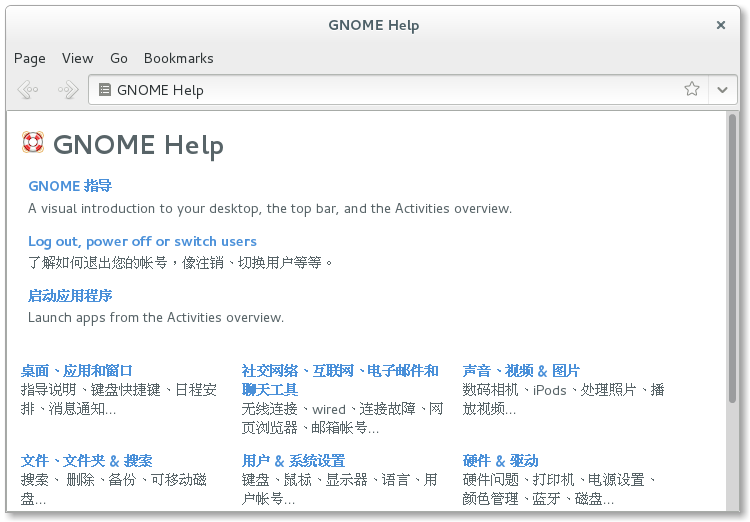 GNOME Help
Page View Go Bookmarks
GNOME Help
GNOME Help
GNOME 指导
A visual introduction to your desktop, the top bar, and the Activities overview.
Log out, power off or switch users
了解如何退出您的帐号，像注销、切换用户等等。
启动应用程序
Launch apps from the Activities overview.
桌面、应用和窗口
指导说明、键盘快捷键、日程安
排、消息通知...
社交网络、互联网、电子邮件和
聊天工具
无线连接、wired、连接故障、网
页浏览器、邮箱帐号...
声音、视频 & 图片
数码相机、iPods、处理照片、播
放视频...
文件、文件夹 & 搜索
搜索、 删除、备份、可移动磁
盘...
用户 & 系统设置
键盘、鼠标、显示器、语言、用
户帐号...
硬件 & 驱动
硬件问题、打印机、电源设置、
颜色管理、蓝牙、磁盘...